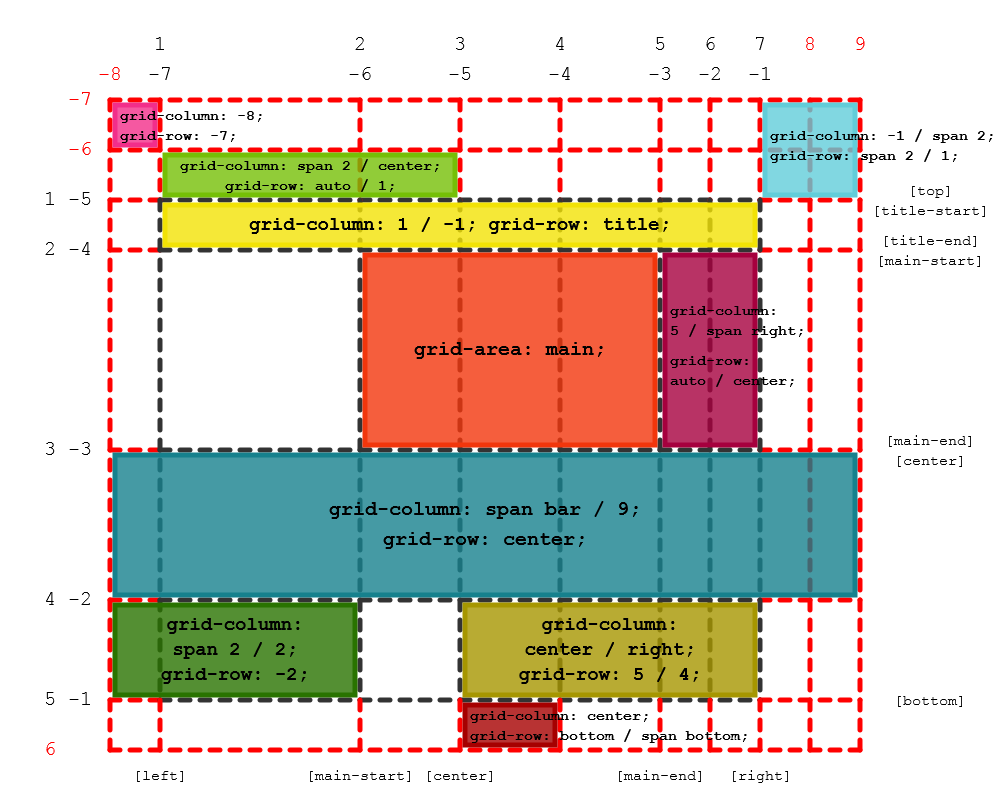 1 2 3 4 5 6 7 8 9
-8 -7 -6 -5 -4 -3 -2 -1
-7
grid-column: -8;
grid-row: -7;
grid-column: -1 / span 2;
grid-row: span 2 / 1;
-6
grid-column: span 2 / center;
grid-row: auto / 1;
[top]
1 -5
[title-start]
grid-column: 1 / -1; grid-row: title;
[title-end]
2 -4
[main-start]
grid-area: main;
grid-column:
5 / span right;
grid-row:
auto / center;
[main-end]
3 -3
[center]
grid-column: span bar / 9;
grid-row: center;
4 -2
grid-column:
span 2 / 2;
grid-row: -2;
grid-column:
center / right;
grid-row: 5 / 4;
5 -1
[bottom]
grid-column: center;
grid-row: bottom / span bottom;
6
[left] [main-start] [center] [main-end] [right]